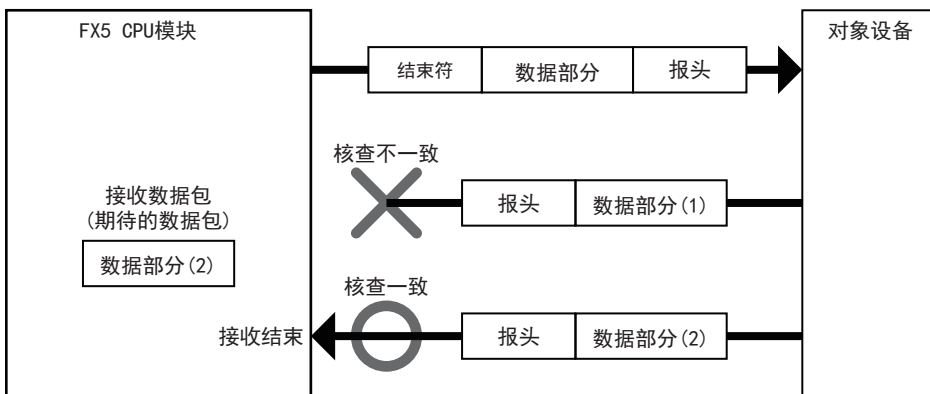 FX5 CPU模块
对象设备
结束符
数据部分
报头
核查不一致
接收数据包
(期待的数据包)
数据部分(2)
报头
数据部分(1)
核查一致
接收结束
报头
数据部分(2)